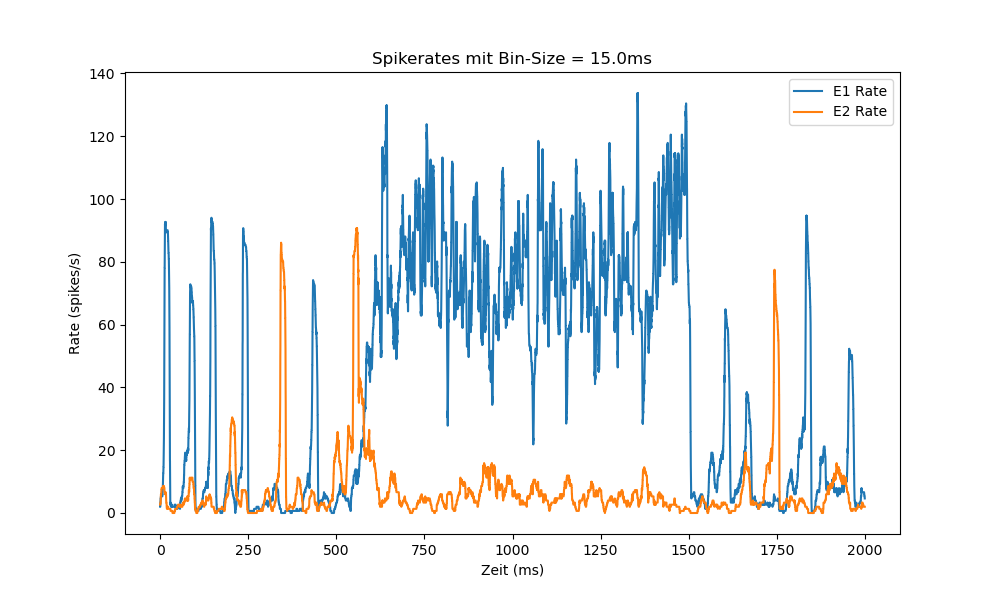 Spikerates mit Bin-Size = 15.0ms
140
120
100
80
60
40
20
0
Rate (spikes/s)
E1 Rate
E2 Rate
0 250 500 750 1000 1250 1500 1750 2000
Zeit (ms)